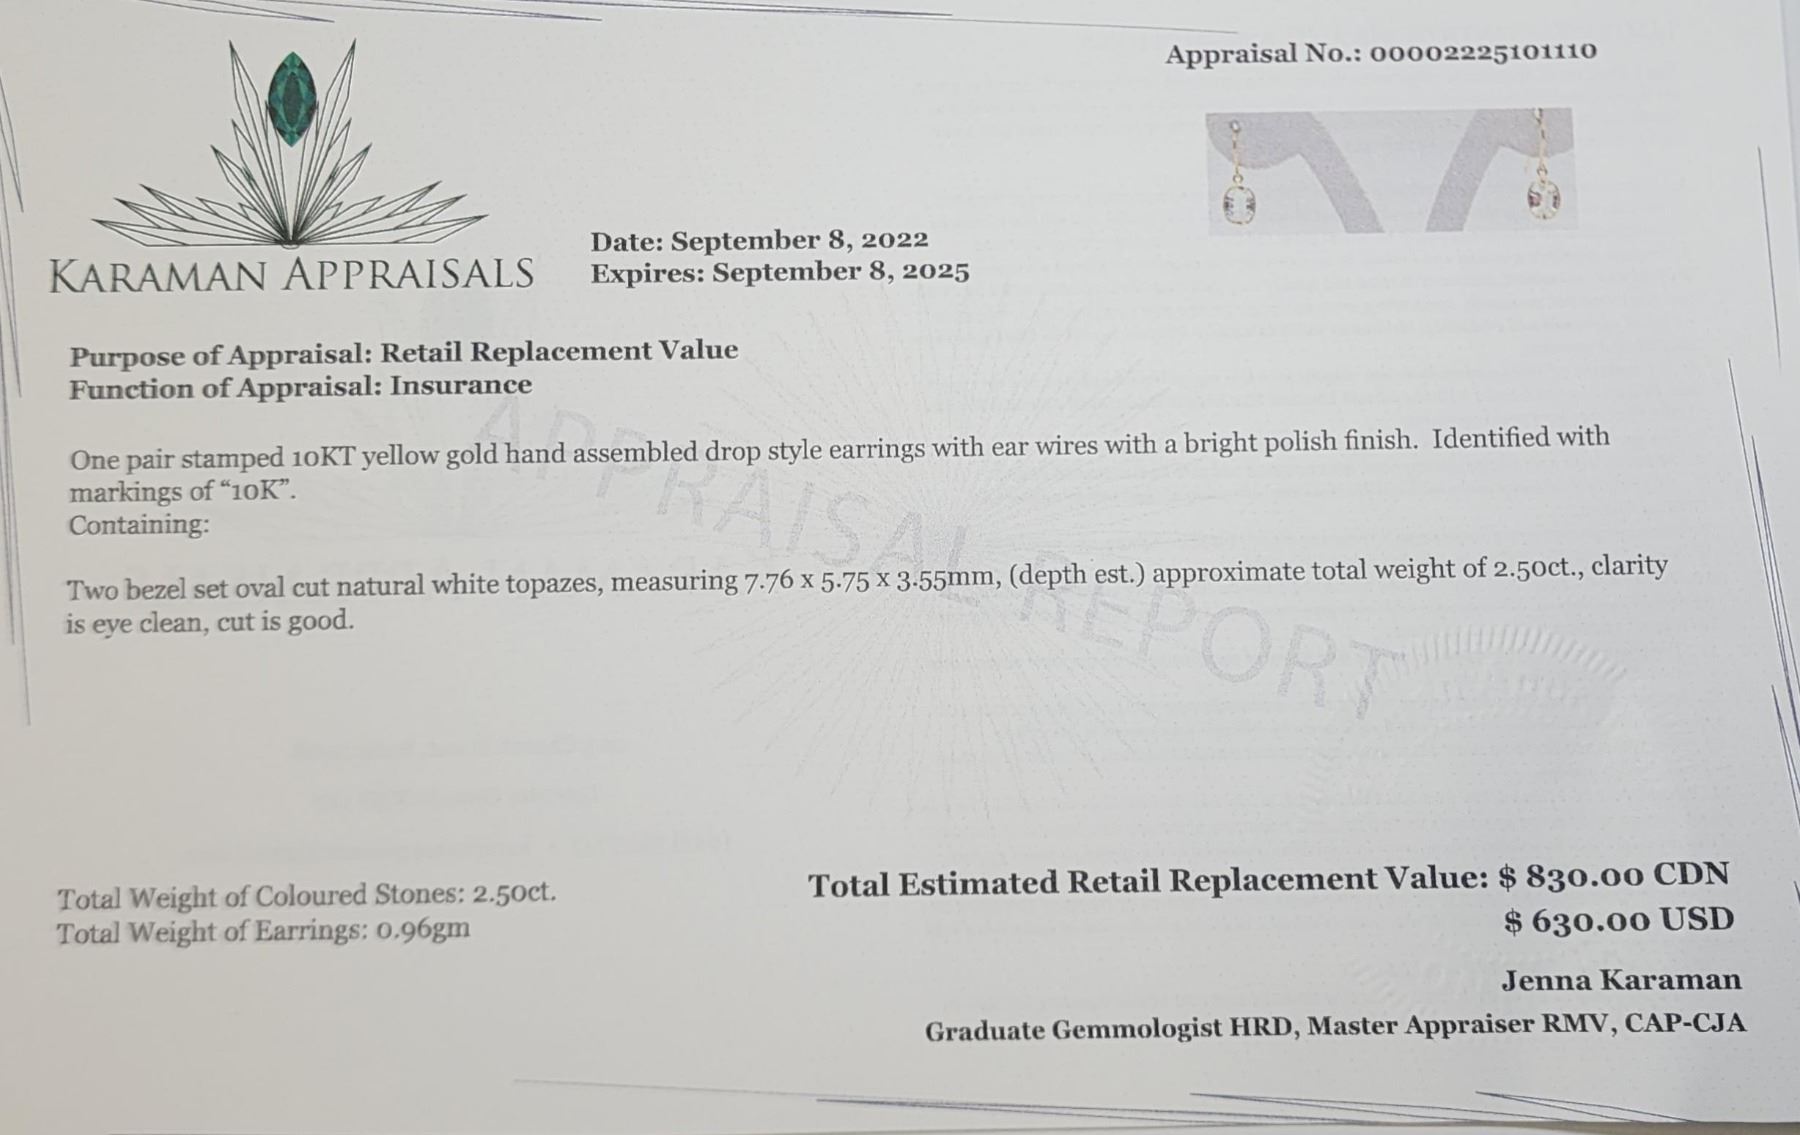 Appraisal No.: 00002225101110
KARAMAN APPRAISALS
Date: September 8, 2022
Expires: September 8, 2025
Purpose of Appraisal: Retail Replacement Value
Function of Appraisal: Insurance
One pair stamped 10KT yellow gold hand assembled drop style earrings with ear wires with a bright polish finish. Identified with
markings of “10K”.
Containing:
Two bezel set oval cut natural white topazes, measuring 7.76 x 5.75 x 3.55mm, (depth est.) approximate total weight of 2.50ct., clarity
is eye clean, cut is good.
APPRAISAL REPORT
Total Weight of Coloured Stones: 2.50ct.
Total Weight of Earrings: 0.96gm
Total Estimated Retail Replacement Value: $ 830.00 CDN
$ 630.00 USD
Jenna Karaman
Graduate Gemmologist HRD, Master Appraiser RMV, CAP-CJA